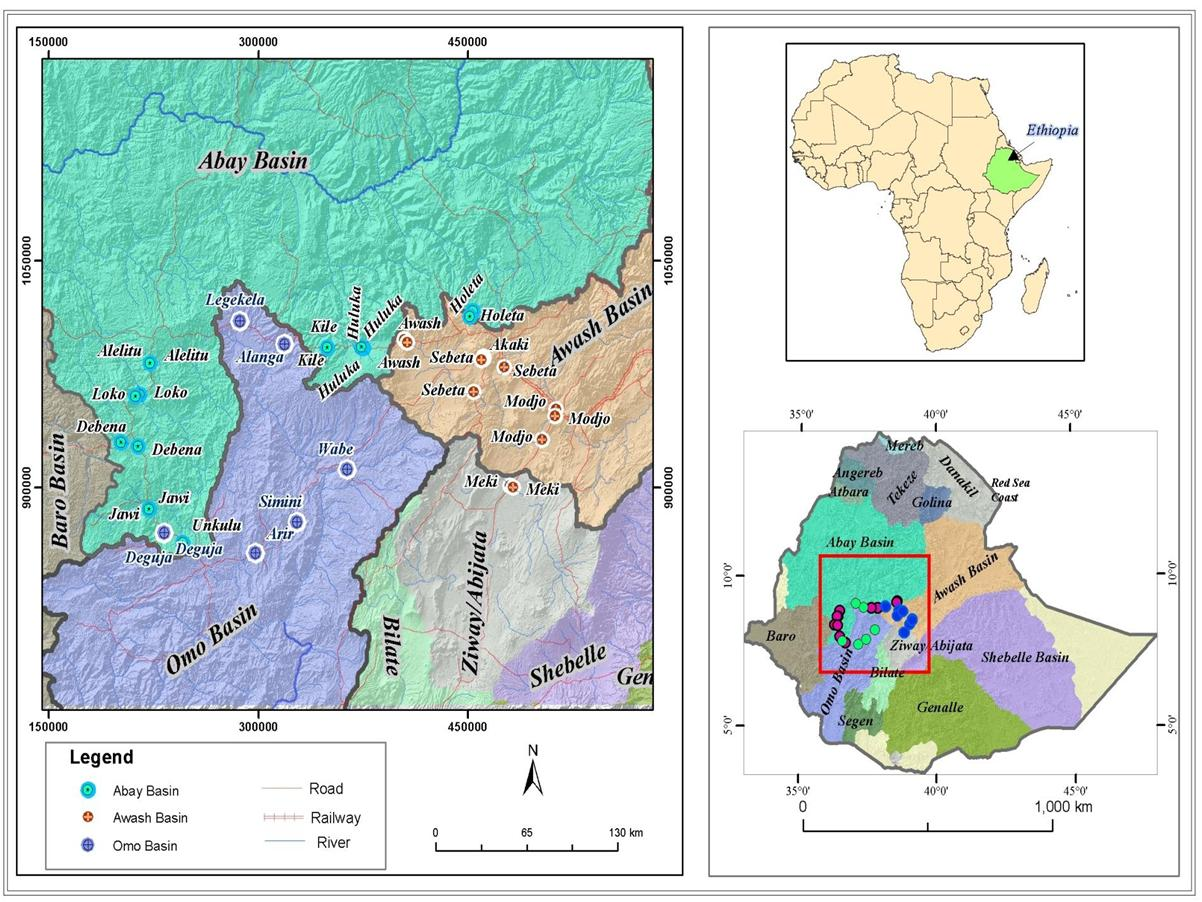 150000
300000
450000
1050000
1050000
900000
900000
Abay Basin
Legekela
Alanga
Kile
Kile
Huluka
Huluka
Huluka
Awash
Awash
Holeta
Holeta
Akaki
Sebeta
Sebeta
Sebeta
Awash Basin
Modjo
Modjo
Modjo
Alelitu
Alelitu
Loko
Loko
Debena
Debena
Baro Basin
Jawi
Jawi
Unkulu
Deguja
Deguja
Wabe
Simini
Arir
Meki
Meki
Omo Basin
Bilate
Ziway/Abijata
Shebelle
Gen
150000
300000
450000
Legend
Abay Basin
Awash Basin
Omo Basin
Road
Railway
River
N
0
65
130 km
Ethiopia
35°0'
40°0'
45°0'
10°0'
10°0'
5°0'
5°0'
Mereb
Angereb
Atbara
Tekeze
Golina
Danakil
Red Sea
Coast
Abay Basin
Awash Basin
Baro
Ziway Abijata
Shebelle Basin
Bilate
Omo Basin
Segen
Genalle
35°0'
40°0'
45°0'
0
1,000 km